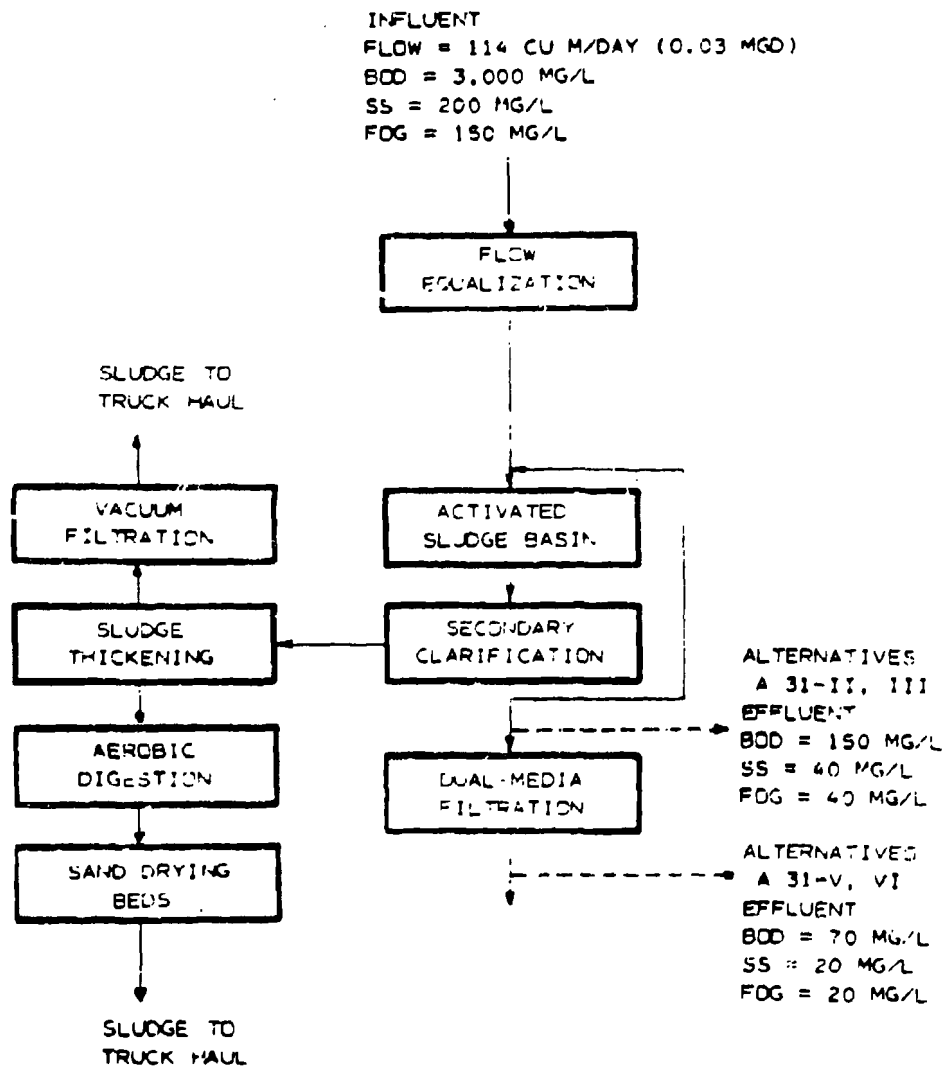 INFLUENT
FLOW = 114 CU M/DAY (0.03 MGD)
BOD = 3,000 MG/L
SS = 200 MG/L
FOG = 150 MG/L
FLOW
EQUALIZATION
SLUDGE TO
TRUCK HAUL
VACUUM
FILTRATION
ACTIVATED
SLUDGE BASIN
SLUDGE
THICKENING
SECONDARY
CLARIFICATION
ALTERNATIVES
A 31-II, III
EFFLUENT
BOD = 150 MG/L
SS = 40 MG/L
FOG = 40 MG/L
AEROBIC
DIGESTION
DUAL-MEDIA
FILTRATION
SAND DRYING
BEDS
ALTERNATIVES
A 31-V, VI
EFFLUENT
BOD = 70 MG/L
SS = 20 MG/L
FOG = 20 MG/L
SLUDGE TO
TRUCK HAUL